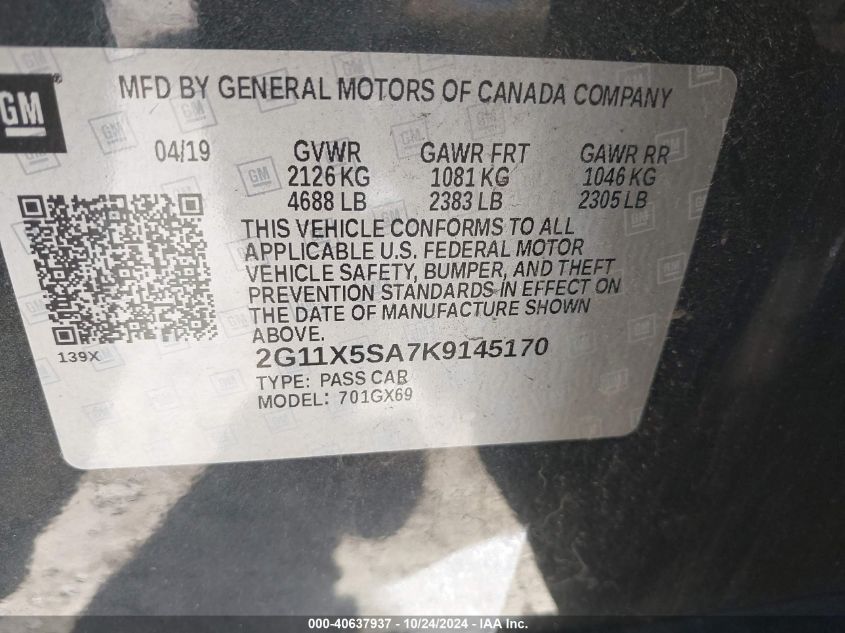 GM
MFD BY GENERAL MOTORS OF CANADA COMPANY
04/19 GVWR GAWR FRT GAWR RR
2126 KG 1081 KG 1046 KG
4688 LB 2383 LB 2305 LB
THIS VEHICLE CONFORMS TO ALL
APPLICABLE U.S. FEDERAL MOTOR
VEHICLE SAFETY, BUMPER, AND THEFT
PREVENTION STANDARDS IN EFFECT ON
THE DATE OF MANUFACTURE SHOWN
ABOVE.
139X
2G11X5SA7K9145170
TYPE: PASS CAR
MODEL: 701GX69
000-40637937 - 10/24/2024 - IAA Inc.